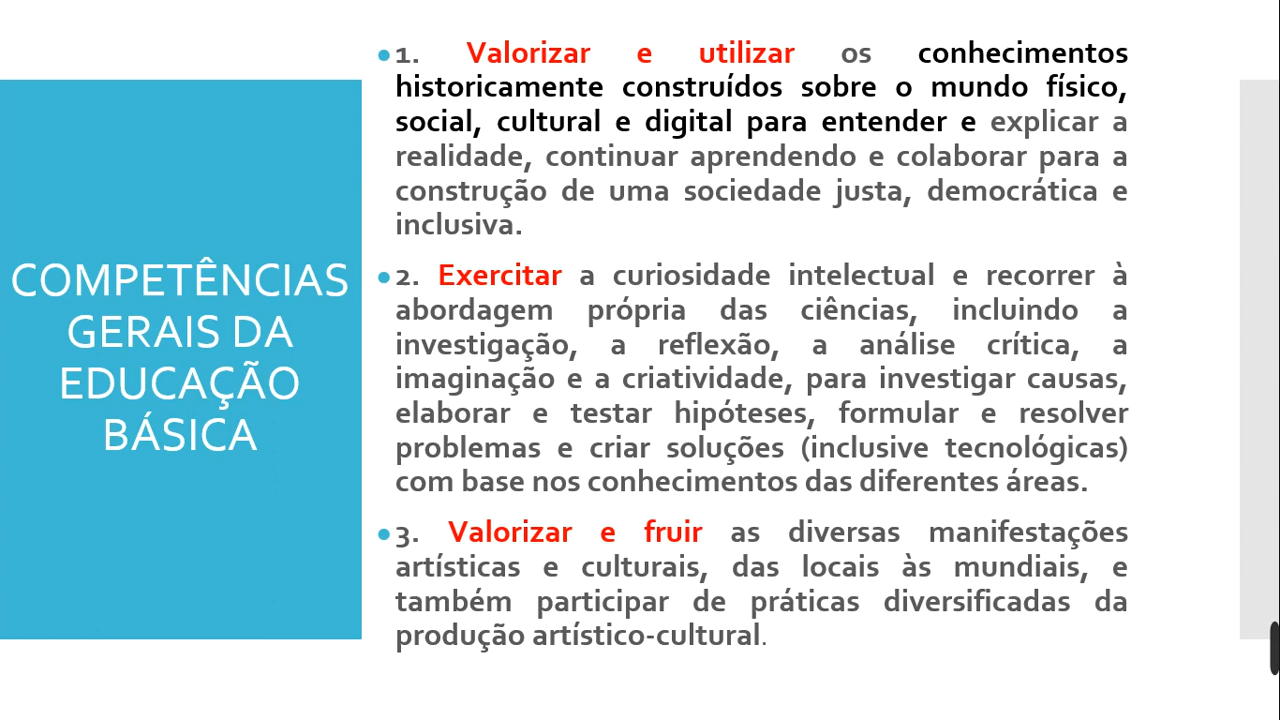 COMPETÊNCIAS
GERAIS DA
EDUCAÇÃO
BÁSICA
• 1. Valorizar e utilizar os conhecimentos
historicamente construídos sobre o mundo físico,
social, cultural e digital para entender e explicar a
realidade, continuar aprendendo e colaborar para a
construção de uma sociedade justa, democrática e
inclusiva.
• 2. Exercitar a curiosidade intelectual e recorrer à
abordagem própria das ciências, incluindo a
investigação, a reflexão, a análise crítica, a
imaginação e a criatividade, para investigar causas,
elaborar e testar hipóteses, formular e resolver
problemas e criar soluções (inclusive tecnológicas)
com base nos conhecimentos das diferentes áreas.
• 3. Valorizar e fruir as diversas manifestações
artísticas e culturais, das locais às mundiais, e
também participar de práticas diversificadas da
produção artístico-cultural.